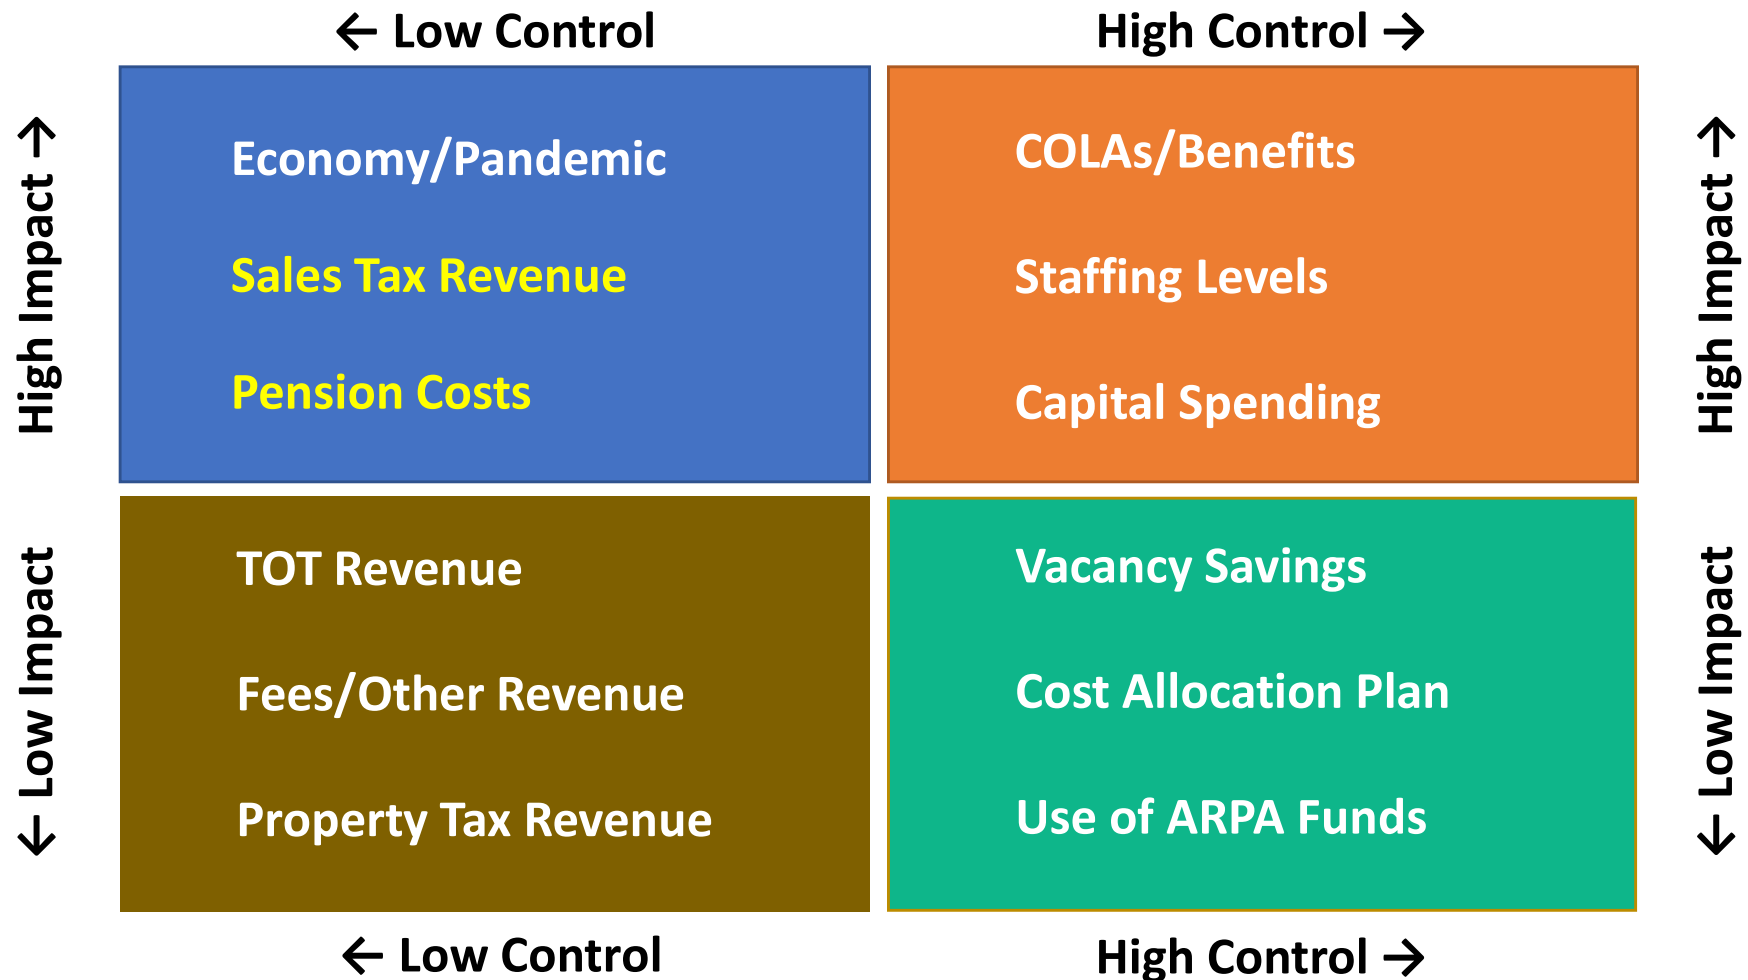 ← Low Control
High Control →
High Impact →
Economy/Pandemic
Sales Tax Revenue
Pension Costs
COLAs/Benefits
Staffing Levels
Capital Spending
High Impact →
← Low Impact
TOT Revenue
Fees/Other Revenue
Property Tax Revenue
Vacancy Savings
Cost Allocation Plan
Use of ARPA Funds
← Low Impact
← Low Control
High Control →